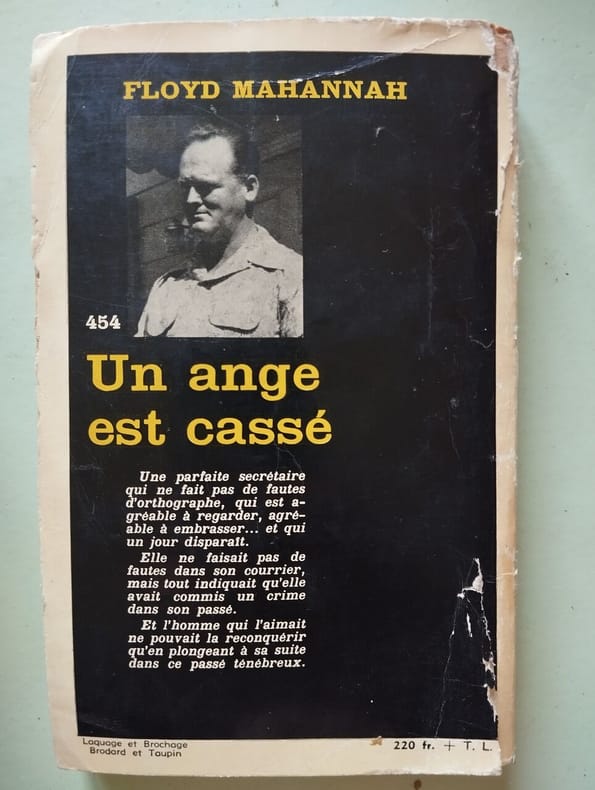 FLOYD MAHANNAH
454
Un ange
est cassé
Une parfaite secrétaire
qui ne fait pas de fautes
d'orthographe, qui est a-
gréable à regarder, agré-
able à embrasser... et qui
un jour disparaît.
Elle ne faisait pas de
fautes dans son courrier,
mais tout indiquait qu'elle
avait commis un crime
dans son passé.
Et l'homme qui l'aimait
ne pouvait la reconquérir
qu'en plongeant à sa suite
dans ce passé ténébreux.
Laquage et Brochage
Brodard et Taupin
220 fr. + T. L.